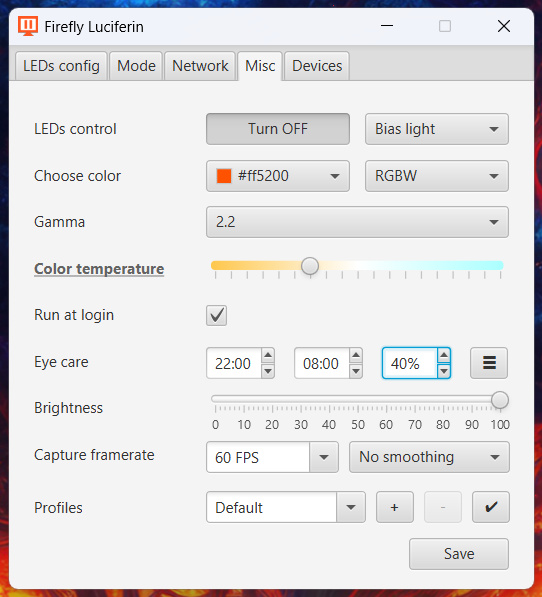 Firefly Luciferin
LEDs config Mode Network Misc Devices
LEDs control Turn OFF Bias light
Choose color #ff5200 RGBW
Gamma 2.2
Color temperature
Run at login
Eye care 22:00 08:00 40%
Brightness
0 10 20 30 40 50 60 70 80 90 100
Capture framerate 60 FPS No smoothing
Profiles Default + -
Save